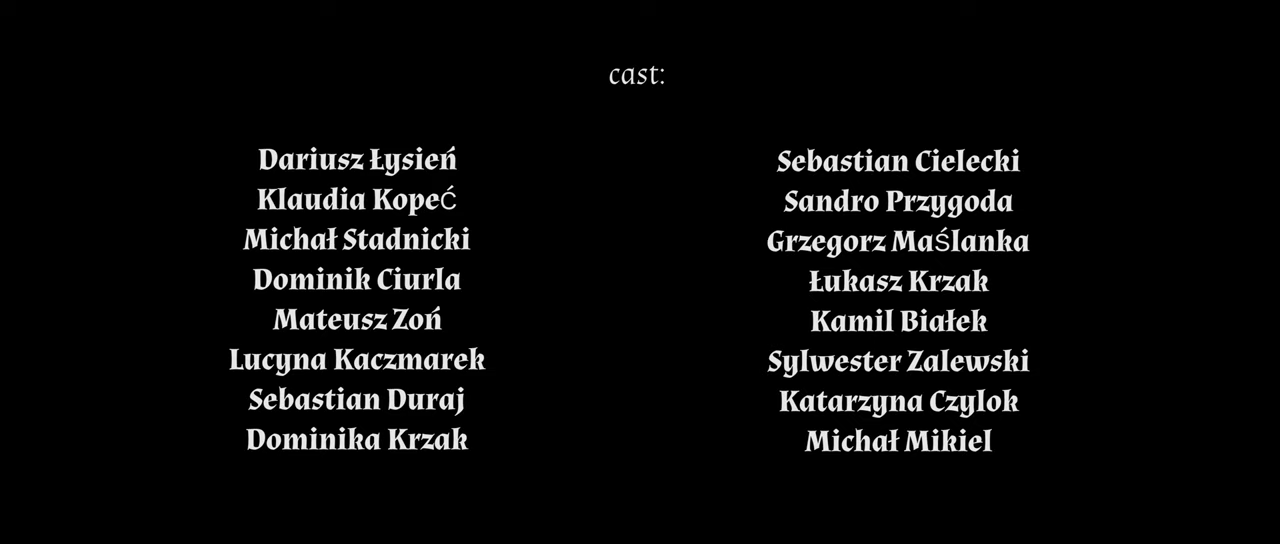 cast:
Dariusz Łysień
Klaudia Kopeć
Michał Stadnicki
Dominik Ciurla
Mateusz Zoń
Lucyna Kaczmarek
Sebastian Duraj
Dominika Krzak
Sebastian Cielecki
Sandro Przygoda
Grzegorz Maślanka
Łukasz Krzak
Kamil Białek
Sylwester Zalewski
Katarzyna Czylok
Michał Mikiel